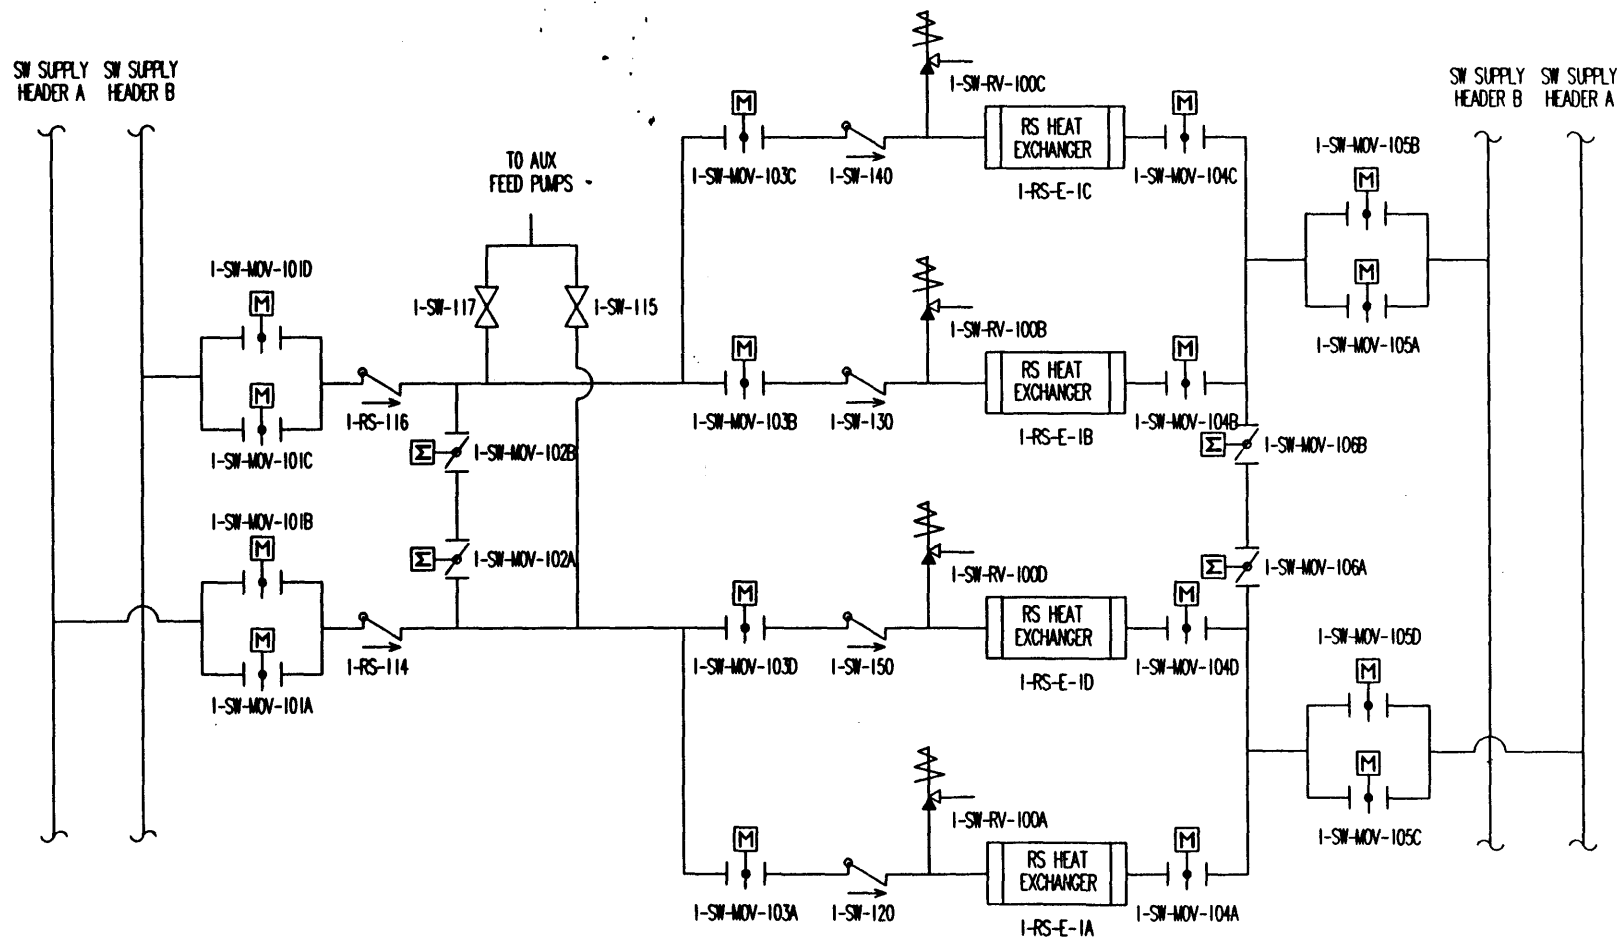 SW SUPPLY
HEADER A
SW SUPPLY
HEADER B
TO AUX
FEED PUMPS
1-SW-RV-100C
M
1-SW-MOV-103C
1-SW-140
RS HEAT
EXCHANGER
1-RS-E-1C
M
1-SW-MOV-104C
SW SUPPLY
HEADER B
SW SUPPLY
HEADER A
1-SW-MOV-105B
M
M
1-SW-MOV-105A
1-SW-MOV-101D
M
M
1-SW-MOV-101C
1-RS-116
1-SW-117
1-SW-115
1-SW-RV-100B
M
1-SW-MOV-103B
1-SW-130
RS HEAT
EXCHANGER
1-RS-E-1B
M
1-SW-MOV-104B
Σ
1-SW-MOV-102B
Σ
1-SW-MOV-102A
Σ
1-SW-MOV-106B
Σ
1-SW-MOV-106A
1-SW-MOV-101B
M
M
1-SW-MOV-101A
1-RS-114
1-SW-RV-100D
M
1-SW-MOV-103D
1-SW-150
RS HEAT
EXCHANGER
1-RS-E-1D
M
1-SW-MOV-104D
1-SW-MOV-105D
M
M
1-SW-MOV-105C
1-SW-RV-100A
M
1-SW-MOV-103A
1-SW-120
RS HEAT
EXCHANGER
1-RS-E-1A
M
1-SW-MOV-104A